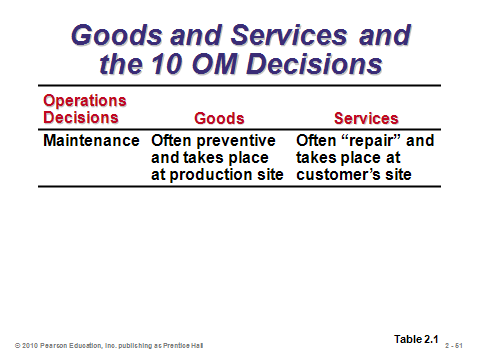 Goods and Services and
the 10 OM Decisions
Operations
Decisions Goods Services
Maintenance Often preventive Often “repair” and
and takes place takes place at
at production site customer’s site
Table 2.1
© 2010 Pearson Education, Inc. publishing as Prentice Hall 2 - 51